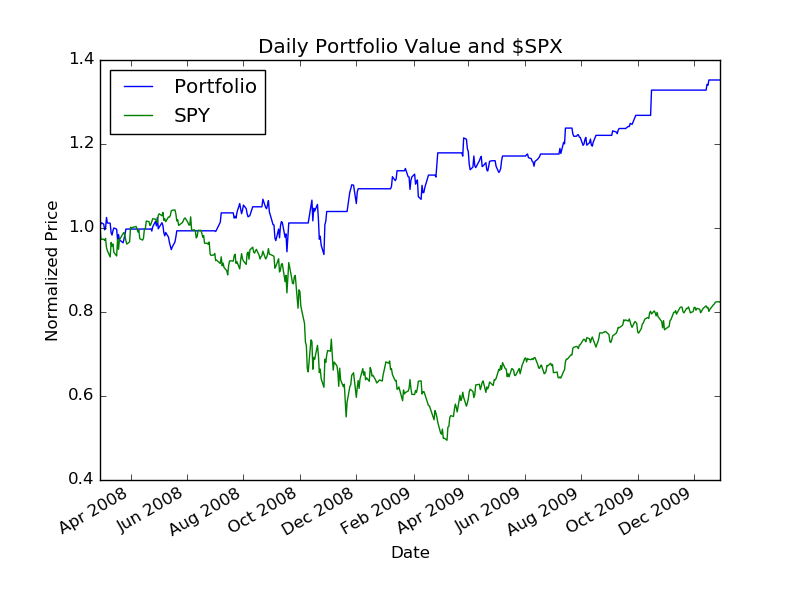 Daily Portfolio Value and $SPX
Portfolio
SPY
1.4
1.2
1.0
0.8
0.6
0.4
Normalized Price
Apr 2008
Jun 2008
Aug 2008
Oct 2008
Dec 2008
Feb 2009
Apr 2009
Jun 2009
Aug 2009
Oct 2009
Dec 2009
Date